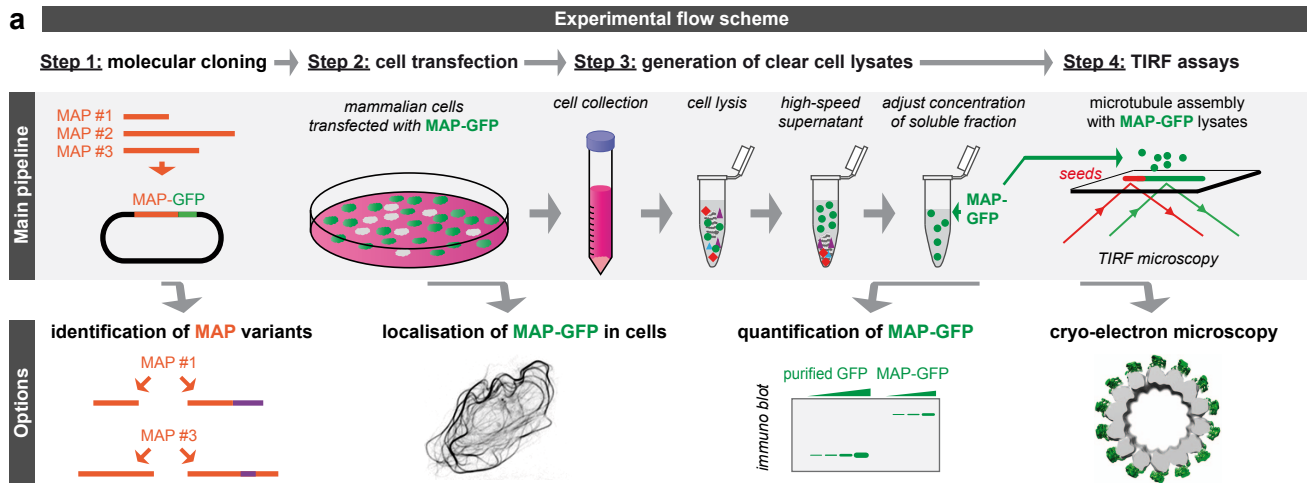 a
Experimental flow scheme
Step 1: molecular cloning
Step 2: cell transfection
Step 3: generation of clear cell lysates
Step 4: TIRF assays
Main pipeline
MAP #1
MAP #2
MAP #3
MAP-GFP
mammalian cells
transfected with MAP-GFP
cell collection
cell lysis
high-speed
supernatant
adjust concentration
of soluble fraction
MAP-
GFP
microtubule assembly
with MAP-GFP lysates
seeds
TIRF microscopy
Options
identification of MAP variants
MAP #1
MAP #3
localisation of MAP-GFP in cells
quantification of MAP-GFP
purified GFP
MAP-GFP
immuno blot
cryo-electron microscopy